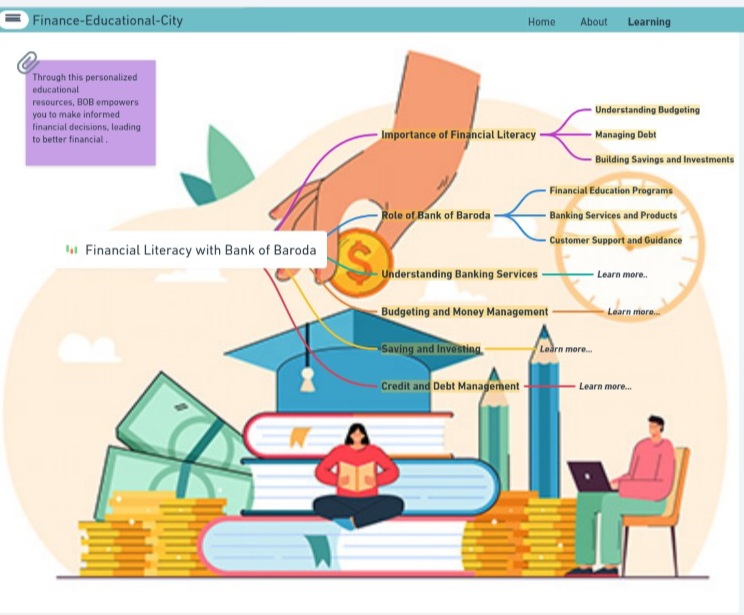 Finance-Educational-City
Home
About
Learning
Through this personalized
educational
resources, BOB empowers
you to make informed
financial decisions, leading
to better financial .
Financial Literacy with Bank of Baroda
Importance of Financial Literacy
Understanding Budgeting
Managing Debt
Building Savings and Investments
Role of Bank of Baroda
Financial Education Programs
Banking Services and Products
Customer Support and Guidance
Understanding Banking Services
Learn more..
Budgeting and Money Management
Learn more...
Saving and Investing
Learn more...
Credit and Debt Management
Learn more...
$